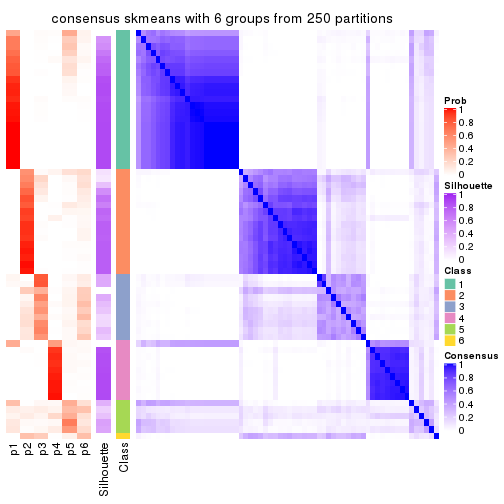 consensus skmeans with 6 groups from 250 partitions
Prob
1
0.8
0.6
0.4
0.2
0
Silhouette
1
0.8
0.6
0.4
0.2
0
Class
1
2
3
4
5
6
Consensus
1
0.8
0.6
0.4
0.2
0
p1
p2
p3
p4
p5
p6
Silhouette
Class